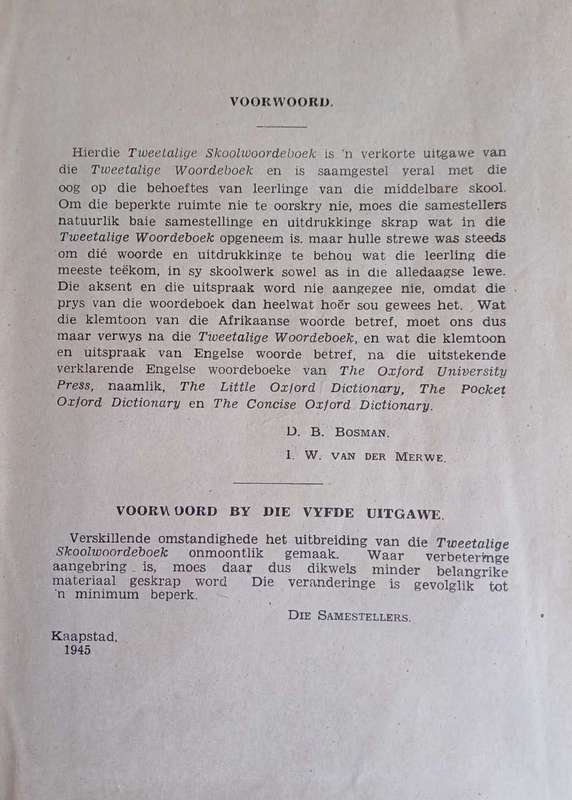 VOORWOORD.
Hierdie Tweetalige Skoolwoordeboek is 'n verkorte uitgawe van
die Tweetalige Woordeboek en is saamgestel veral met die
oog op die behoeftes van leerlinge van die middelbare skool.
Om die beperkte ruimte nie te oorskry nie, moes die samestellers
natuurlik baie samestellinge en uitdrukkinge skrap wat in die
Tweetalige Woordeboek opgeneem is. maar hulle strewe was steeds
om dié woorde en uitdrukkinge te behou wat die leerling die
meeste teëkom, in sy skoolwerk sowel as in die alledaagse lewe.
Die aksent en die uitspraak word nie aangegee nie, omdat die
prys van die woordeboek dan heelwat hoër sou gewees het. Wat
die klemtoon van die Afrikaanse woorde betref, moet ons dus
maar verwys na die Tweetalige Woordeboek, en wat die klemtoon
en uitspraak van Engelse woorde betref, na die uitstekende
verklarende Engelse woordeboeke van The Oxford University
Press, naamlik, The Little Oxford Dictionary, The Pocket
Oxford Dictionary en The Concise Oxford Dictionary.
D. B. BOSMAN.
I. W. VAN DER MERWE.
VOORWOORD BY DIE VYFDE UITGAWE.
Verskillende omstandighede het uitbreiding van die Tweetalige
Skoolwoordeboek onmoontlik gemaak. Waar verbeteringe
aangebring is, moes daar dus dikwels minder belangrike
materiaal geskrap word Die veranderinge is gevolglik tot
'n minimum beperk.
DIE SAMESTELLERS.
Kaapstad,
1945